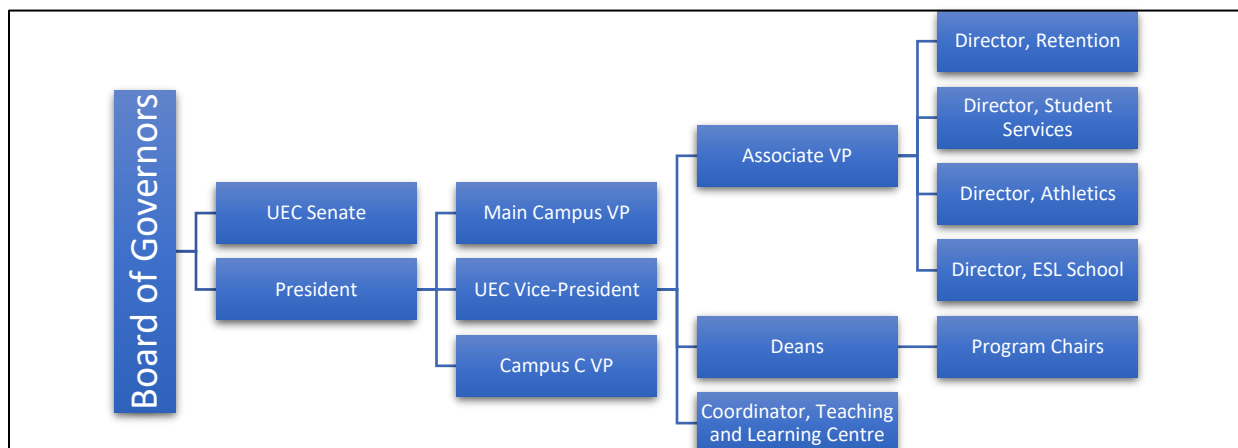 Board of Governors
UEC Senate
President
Main Campus VP
UEC Vice-President
Campus C VP
Associate VP
Deans
Coordinator, Teaching
and Learning Centre
Director, Retention
Director, Student
Services
Director, Athletics
Director, ESL School
Program Chairs